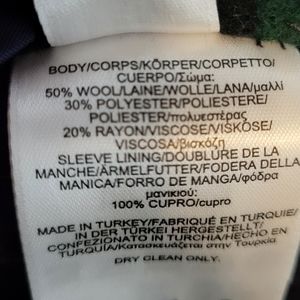 BODY/CORPS/KÖRPER/CORPETTO/
CUERPO/Σώμα:
50% WOOL/LAINE/WOLLE/LANA/μαλλί
30% POLYESTER/POLIESTERE/
POLIESTER/πολυεστέρας
20% RAYON/VISCOSE/VISKOSE/
VISCOSA/βισκόζη
SLEEVE LINING/DOUBLURE DE LA
MANCHE/ÄRMELFUTTER/FODERA DELLA
MANICA/FORRO DE MANGA/φόδρα
μανικιού:
100% CUPRO/cupro
MADE IN TURKEY/FABRIQUÉ EN TURQUIE/
IN DER TÜRKEI HERGESTELLT/
CONFEZIONATO IN TURCHIA/HECHO EN
TURQUÍA/Κατασκευάζεται στην Τουρκία
DRY CLEAN ONLY.